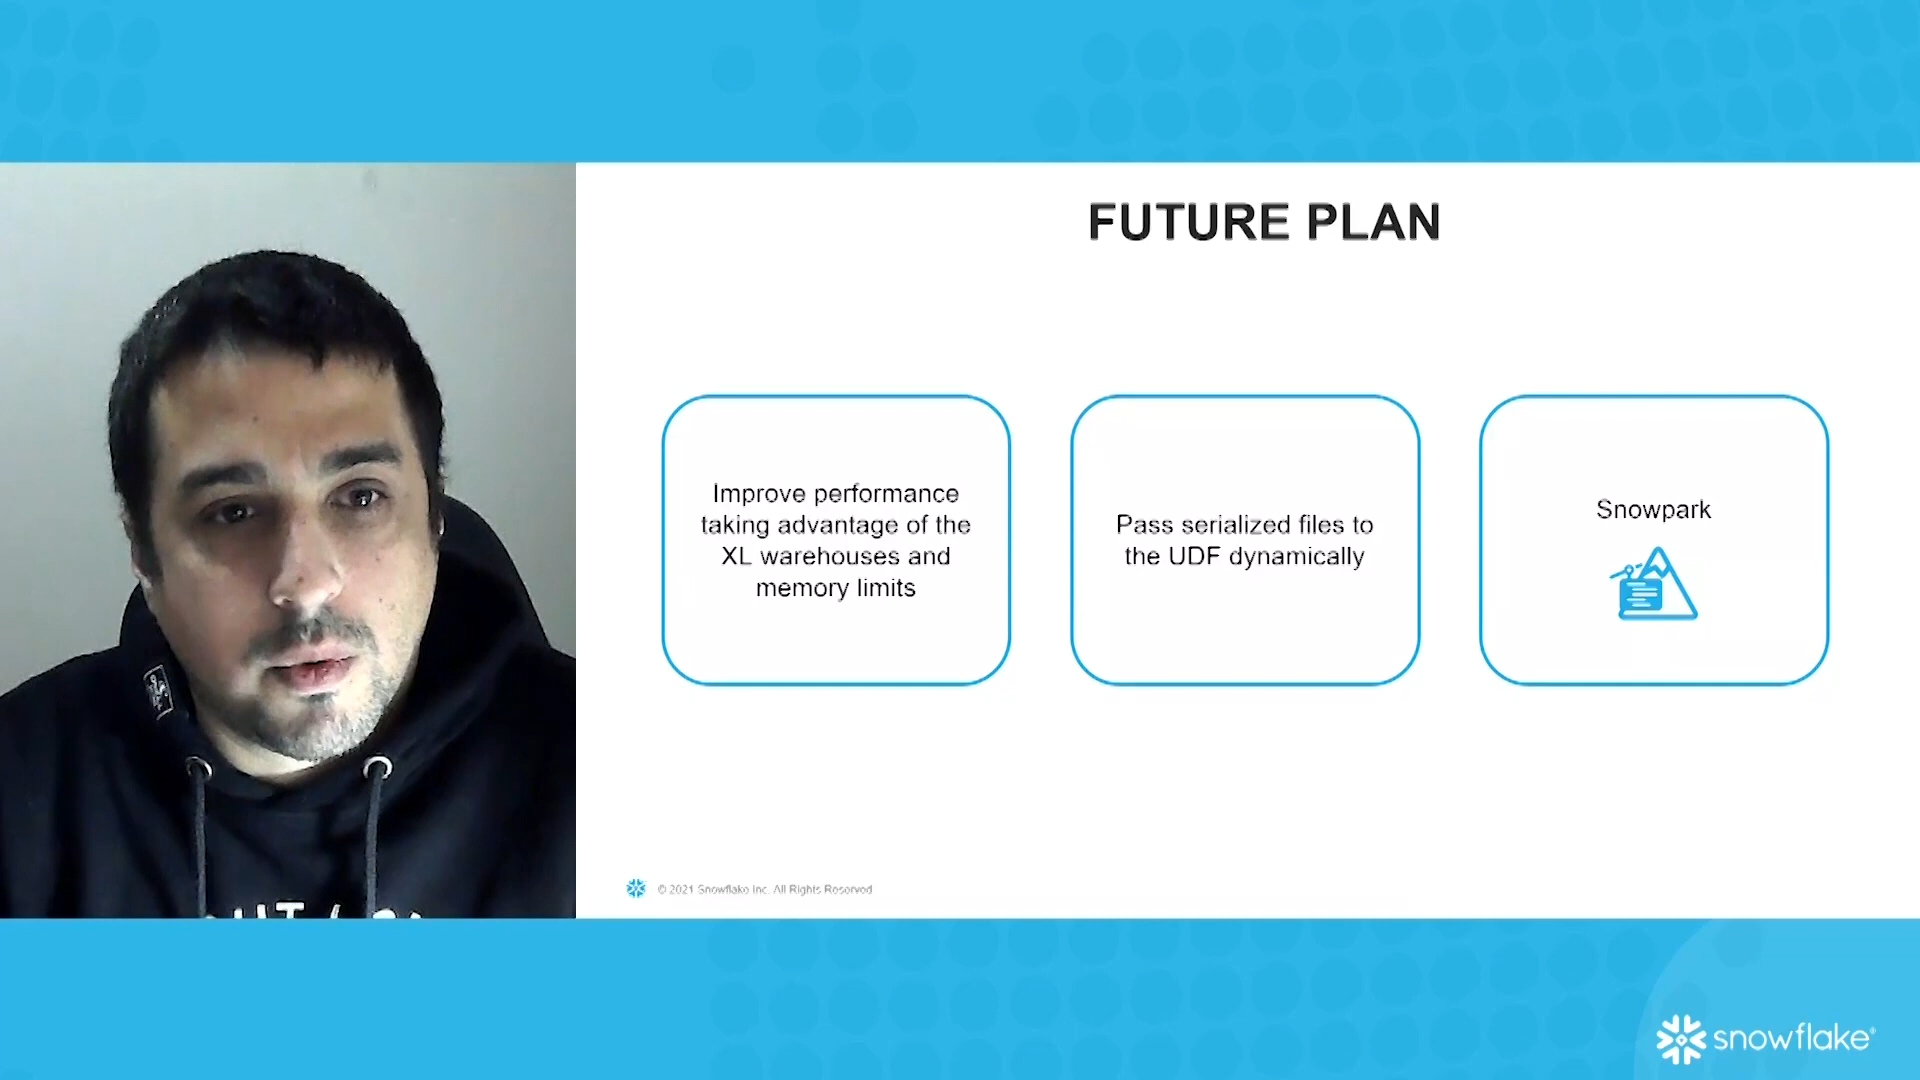 FUTURE PLAN
Improve performance
taking advantage of the
XL warehouses and
memory limits
Pass serialized files to
the UDF dynamically
Snowpark
© 2021 Snowflake Inc. All Rights Reserved
snowflake®